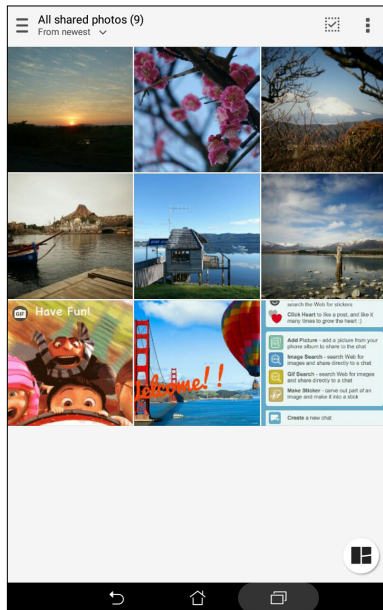 All shared photos (9)
From newest
GIF
Have Fun!
Welcome!!
search the Web for stickers
Click Heart to like a post, and like it
many times to grow the heart :)
Add Picture - add a picture from your
phone album to share to the chat
Image Search - seartch Web for
images and share directly to a chat
Gif Search - seartch Web for images
and share directly to a chat
Make Sticker - carve out part of an
image and make it into a stick
Create a new chat